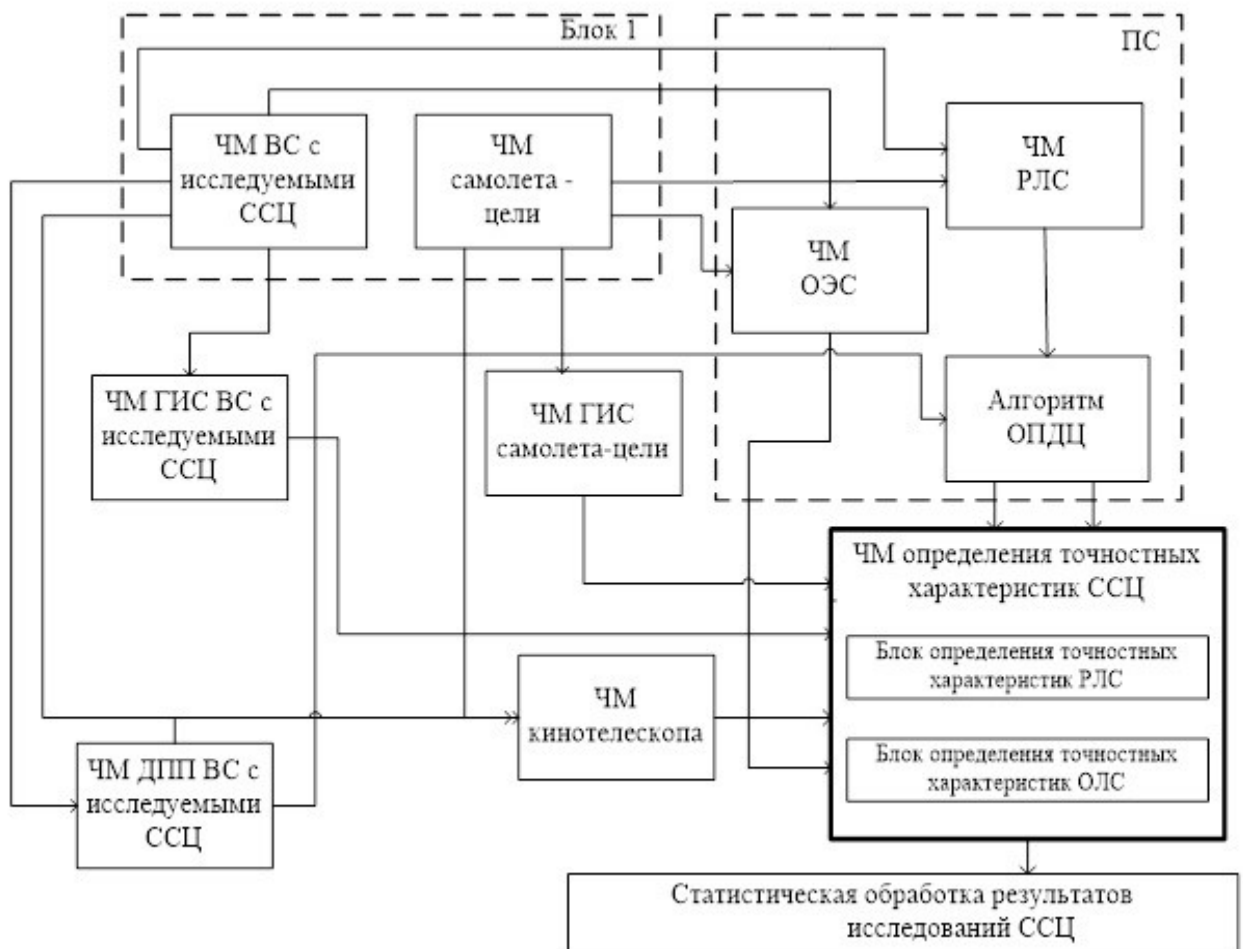 Блок 1
ПС
ЧМ ВС с
исследуемыми
ССЦ
ЧМ
самолета -
цели
ЧМ
РЛС
ЧМ
ОЭС
ЧМ ГИС ВС с
исследуемыми
ССЦ
ЧМ ГИС
самолета-цели
Алгоритм
ОПДЦ
ЧМ определения точностных
характеристик ССЦ
Блок определения точностных
характеристик РЛС
Блок определения точностных
характеристик ОЛС
ЧМ
кинотелескопа
ЧМ ДПП ВС с
исследуемыми
ССЦ
Статистическая обработка результатов
исследований ССЦ